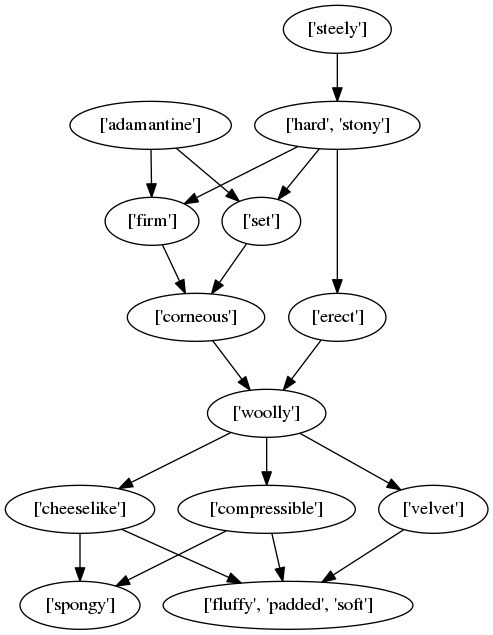 ['steely']
['adamantine']
['hard', 'stony']
['firm']
['set']
['corneous']
['erect']
['woolly']
['cheeselike']
['compressible']
['velvet']
['spongy']
['fluffy', 'padded', 'soft']